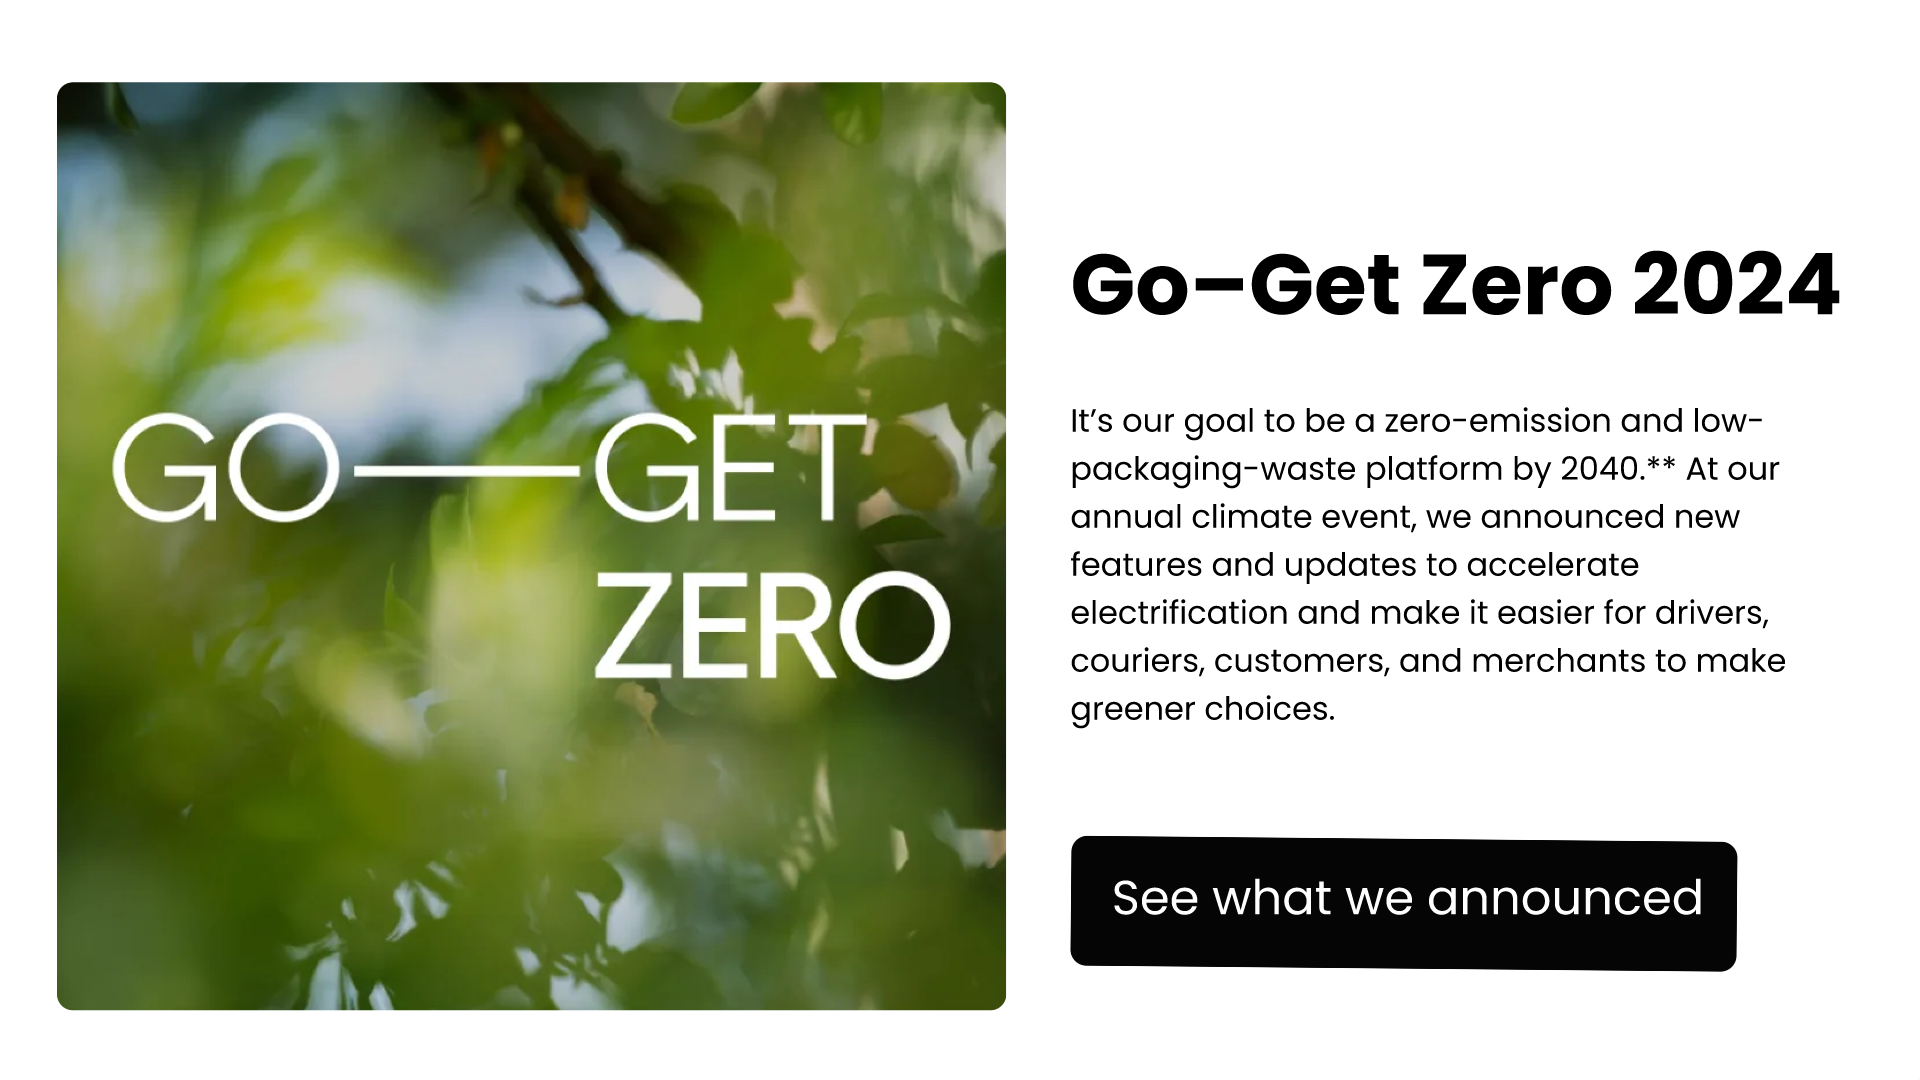 GO—GET
ZERO
Go–Get Zero 2024
It’s our goal to be a zero-emission and low-
packaging-waste platform by 2040.** At our
annual climate event, we announced new
features and updates to accelerate
electrification and make it easier for drivers,
couriers, customers, and merchants to make
greener choices.
See what we announced